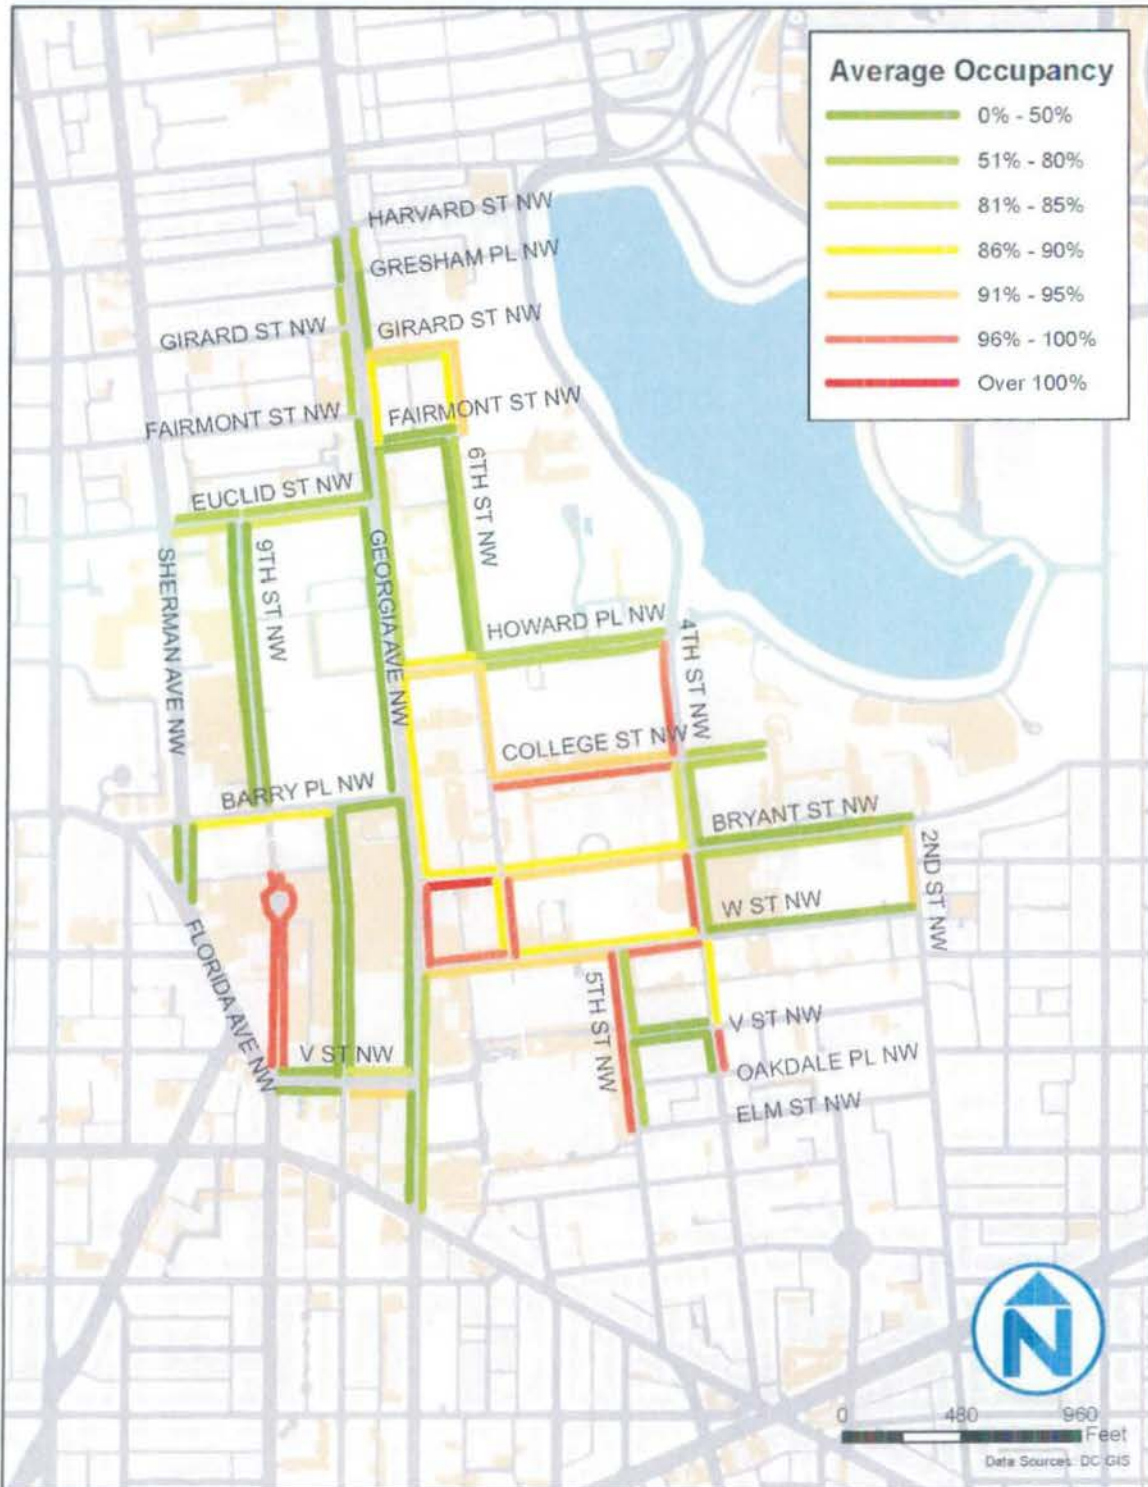 Average Occupancy
0% - 50%
51% - 80%
81% - 85%
86% - 90%
91% - 95%
96% - 100%
Over 100%
HARVARD ST NW
GRESHAM PL NW
GIRARD ST NW
GIRARD ST NW
FAIRMONT ST NW
FAIRMONT ST NW
EUCLID ST NW
6TH ST NW
9TH ST NW
SHERMAN AVE NW
GEORGIA AVE NW
HOWARD PL NW
4TH ST NW
COLLEGE ST NW
BARRY PL NW
BRYANT ST NW
2ND ST NW
W ST NW
FLORIDA AVE NW
5TH ST NW
V ST NW
V ST NW
OAKDALE PL NW
ELM ST NW
N
0 480 960
Feet
Data Sources: DC GIS